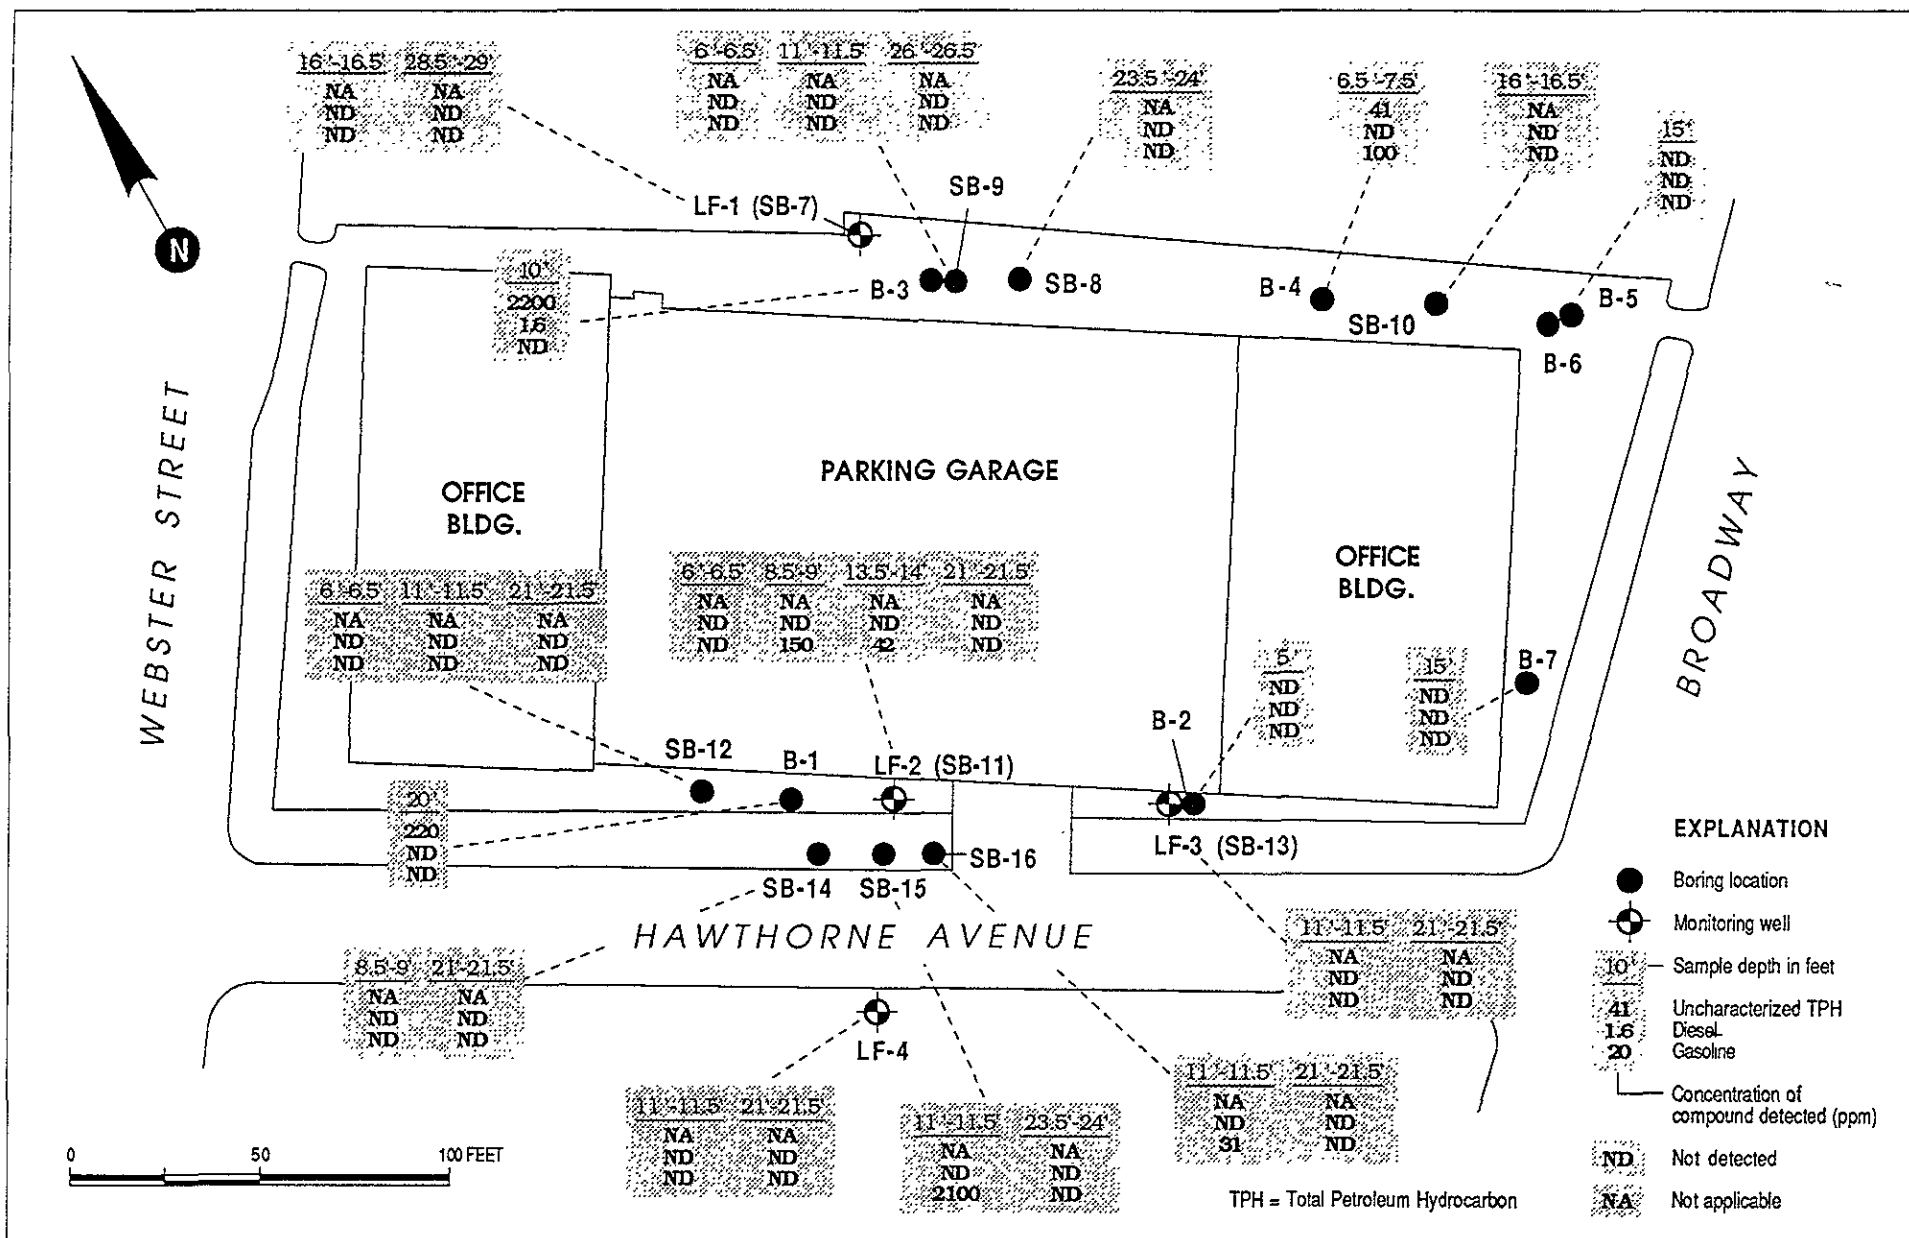 16'-16.5' 28.5'-29'
NA NA
ND ND
ND ND
6'-6.5' 11'-11.5' 26'-26.5'
NA NA NA
ND ND ND
ND ND ND
23.5'-24'
NA
ND
ND
6.5'-7.5'
41
ND
100
16'-16.5'
NA
ND
ND
15'
ND
ND
ND
N
LF-1 (SB-7)
SB-9
B-3
SB-8
B-4
SB-10
B-5
B-6
10'
2200
1.6
ND
WEBSTER STREET
OFFICE
BLDG.
PARKING GARAGE
OFFICE
BLDG.
BROADWAY
6'-6.5' 11'-11.5' 21'-21.5'
NA NA NA
ND ND ND
ND ND ND
6'-6.5' 8.5'-9' 13.5'-14' 21'-21.5'
NA NA NA NA
ND ND ND ND
ND 150 42 ND
5'
ND
ND
ND
15'
ND
ND
ND
B-7
B-2
SB-12
B-1
LF-2 (SB-11)
20'
220
ND
ND
SB-14
SB-15
SB-16
LF-3 (SB-13)
HAWTHORNE AVENUE
8.5'-9' 21'-21.5'
NA NA
ND ND
ND ND
LF-4
11'-11.5' 21'-21.5'
NA NA
ND ND
ND ND
11'-11.5' 21'-21.5'
NA NA
ND ND
ND ND
11'-11.5' 23.5'-24'
NA NA
ND ND
2100 ND
11'-11.5' 21'-21.5'
NA NA
ND ND
31 ND
EXPLANATION
Boring location
Monitoring well
10' Sample depth in feet
41 Uncharacterized TPH
1.6 Diesel
20 Gasoline
Concentration of
compound detected (ppm)
ND Not detected
NA Not applicable
TPH = Total Petroleum Hydrocarbon
0 50 100 FEET